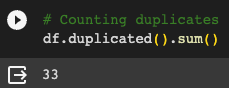 # Counting duplicates
df.duplicated().sum()
33